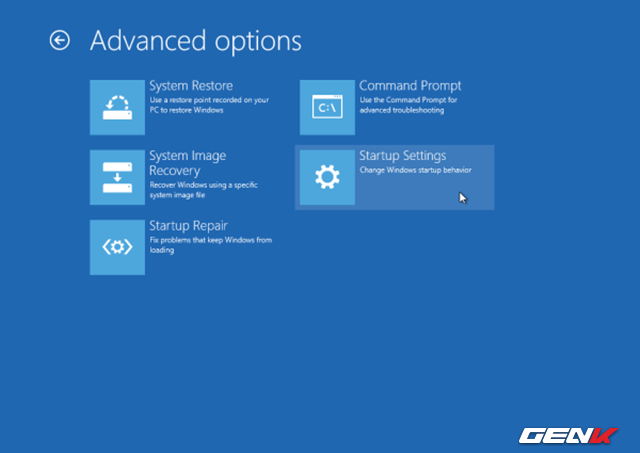 Advanced options
System Restore
Use a restore point recorded on your
PC to restore Windows
System Image
Recovery
Recover Windows using a specific
system image file
Startup Repair
Fix problems that keep Windows from
loading
Command Prompt
Use the Command Prompt for
advanced troubleshooting
C:\
Startup Settings
Change Windows startup behavior
GENK